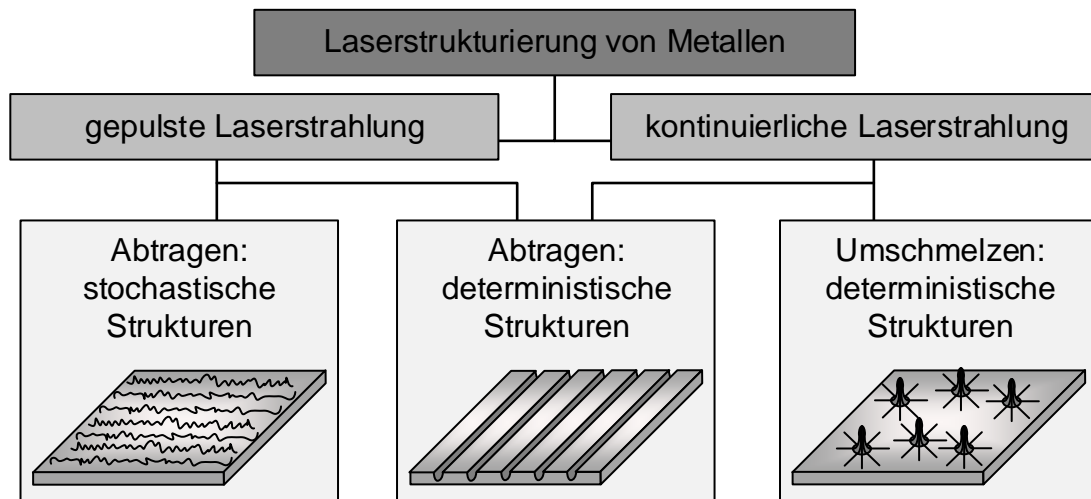 Laserstrukturierung von Metallen
gepulste Laserstrahlung
kontinuierliche Laserstrahlung
Abtragen:
stochastische
Strukturen
Abtragen:
deterministische
Strukturen
Umschmelzen:
deterministische
Strukturen